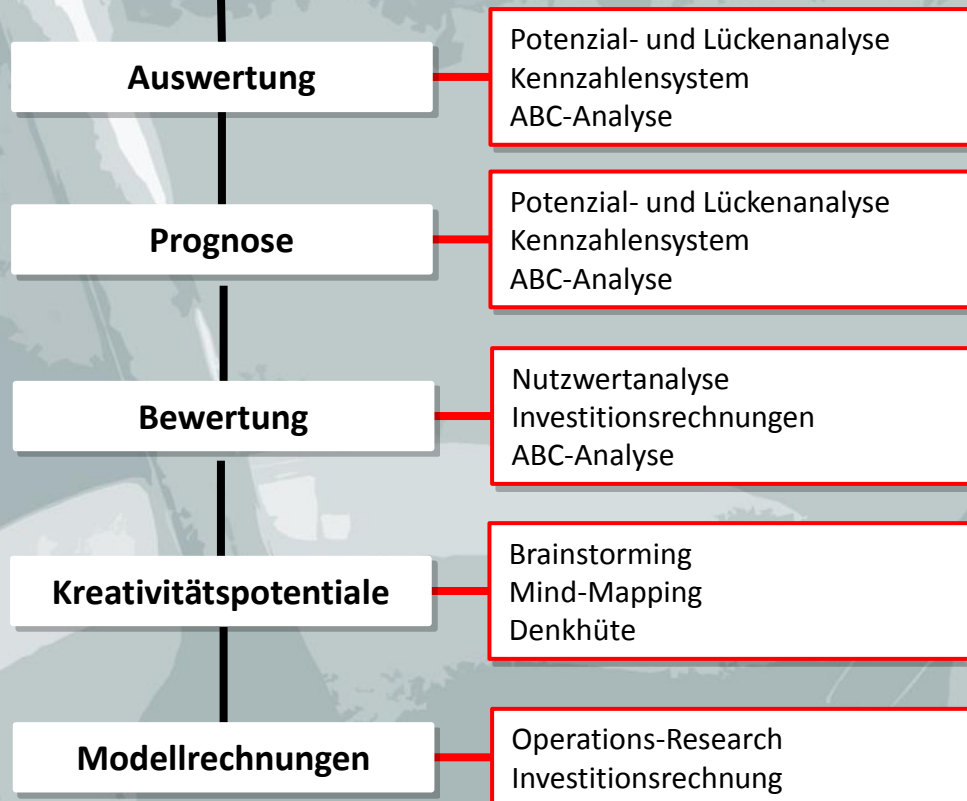 Auswertung
Potenzial- und Lückenanalyse
Kennzahlensystem
ABC-Analyse
Prognose
Potenzial- und Lückenanalyse
Kennzahlensystem
ABC-Analyse
Bewertung
Nutzwertanalyse
Investitionsrechnungen
ABC-Analyse
Kreativitätspotentiale
Brainstorming
Mind-Mapping
Denkhüte
Modellrechnungen
Operations-Research
Investitionsrechnung